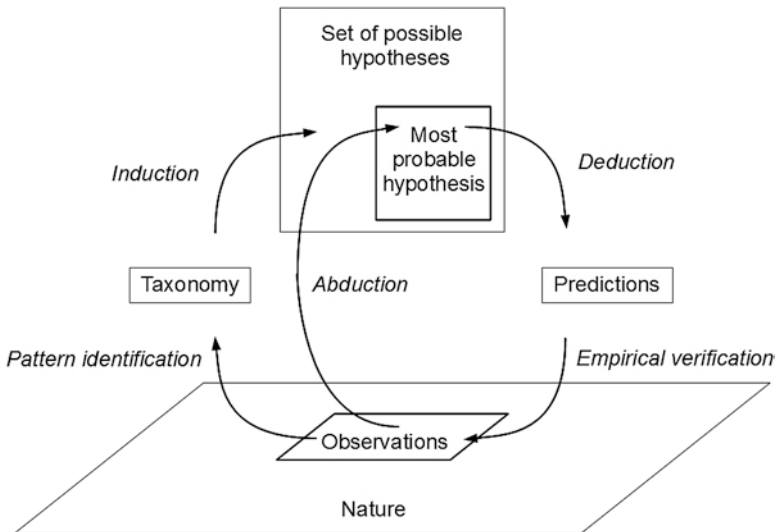 Set of possible
hypotheses
Most
probable
hypothesis
Induction
Deduction
Taxonomy
Abduction
Predictions
Pattern identification
Empirical verification
Observations
Nature